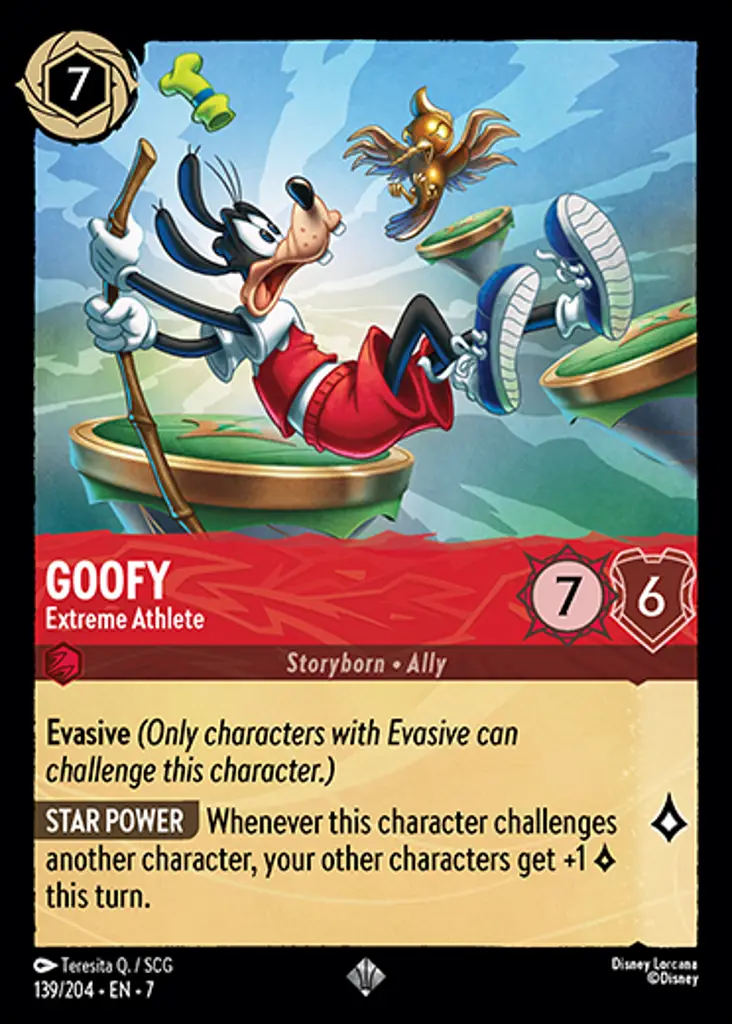 7
GOOFY
Extreme Athlete
7
6
Storyborn • Ally
Evasive (Only characters with Evasive can
challenge this character.)
STAR POWER Whenever this character challenges
another character, your other characters get +1
this turn.
Teresita Q. / SCG
139/204 • EN • 7
Disney Lorcana
©Disney